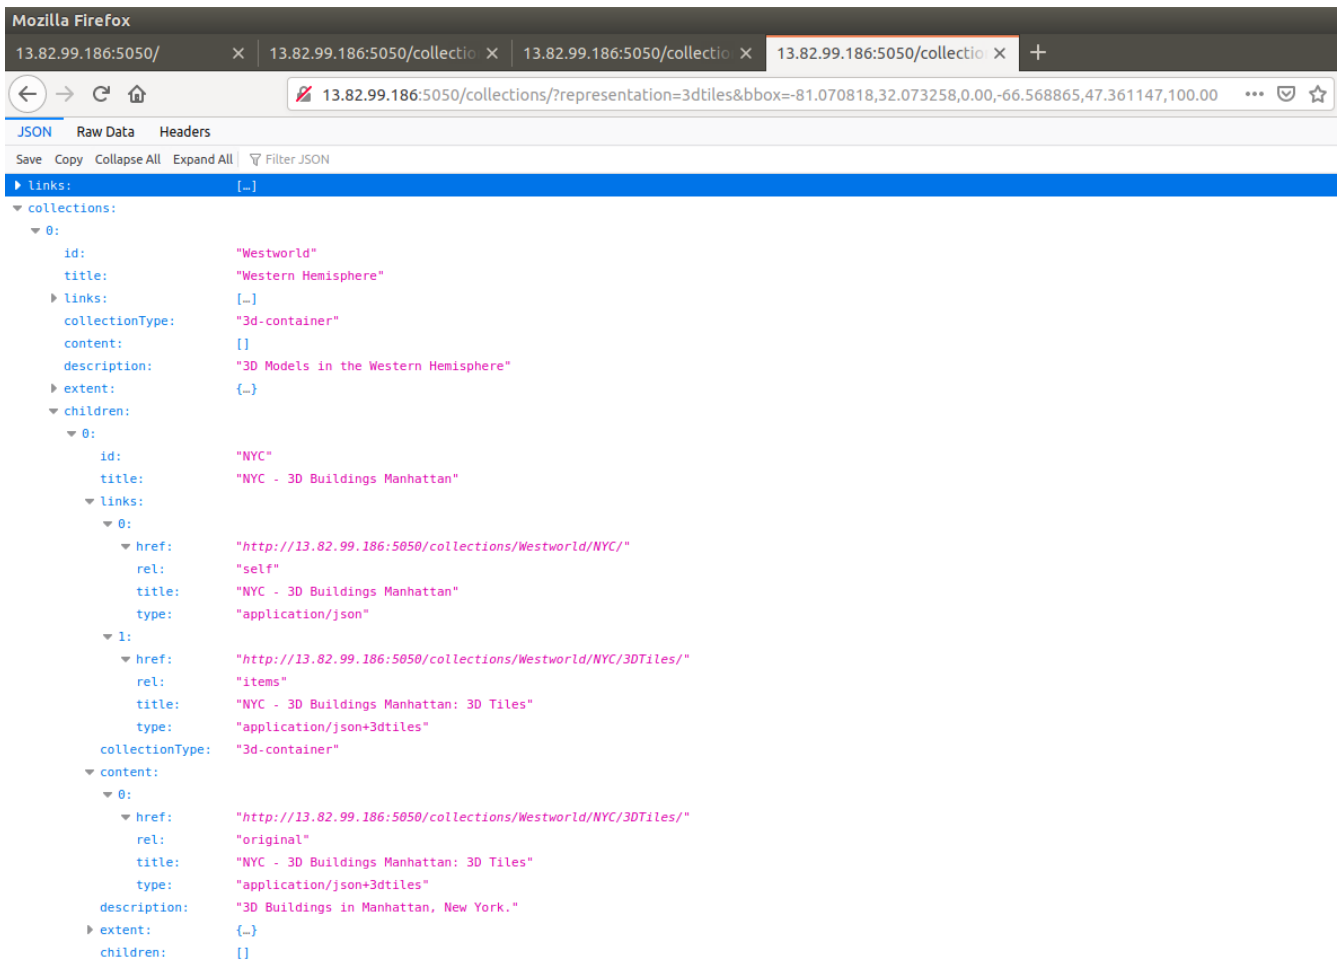 Mozilla Firefox
13.82.99.186:5050/ × 13.82.99.186:5050/collectio × 13.82.99.186:5050/collectio × 13.82.99.186:5050/collectio × +
13.82.99.186:5050/collections/?representation=3dtiles&bbox=-81.070818,32.073258,0.00,-66.568865,47.361147,100.00
JSON Raw Data Headers
Save Copy Collapse All Expand All Filter JSON
links: […]
collections:
0:
id: "Westworld"
title: "Western Hemisphere"
links: […]
collectionType: "3d-container"
content: []
description: "3D Models in the Western Hemisphere"
extent: {…}
children:
0:
id: "NYC"
title: "NYC - 3D Buildings Manhattan"
links:
0:
href: "http://13.82.99.186:5050/collections/Westworld/NYC/"
rel: "self"
title: "NYC - 3D Buildings Manhattan"
type: "application/json"
1:
href: "http://13.82.99.186:5050/collections/Westworld/NYC/3DTiles/"
rel: "items"
title: "NYC - 3D Buildings Manhattan: 3D Tiles"
type: "application/json+3dtiles"
collectionType: "3d-container"
content:
0:
href: "http://13.82.99.186:5050/collections/Westworld/NYC/3DTiles/"
rel: "original"
title: "NYC - 3D Buildings Manhattan: 3D Tiles"
type: "application/json+3dtiles"
description: "3D Buildings in Manhattan, New York."
extent: {…}
children: []